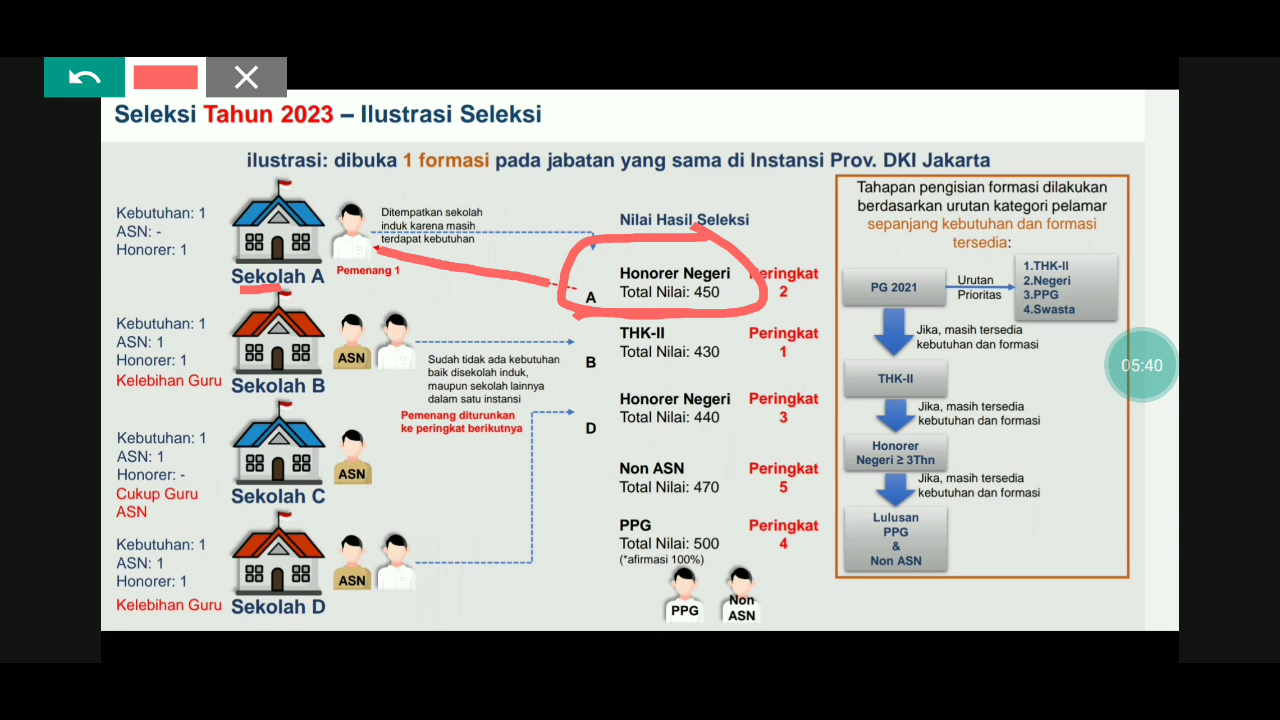 Seleksi Tahun 2023 – Ilustrasi Seleksi
ilustrasi: dibuka 1 formasi pada jabatan yang sama di Instansi Prov. DKI Jakarta
Kebutuhan: 1
ASN: -
Honorer: 1
Sekolah A
Ditempatkan sekolah
induk karena masih
terdapat kebutuhan
Pemenang 1
Kebutuhan: 1
ASN: 1
Honorer: 1
Kelebihan Guru
Sekolah B
ASN
Sudah tidak ada kebutuhan
baik disekolah induk,
maupun sekolah lainnya
dalam satu instansi
Pemenang diturunkan
ke peringkat berikutnya
Kebutuhan: 1
ASN: 1
Honorer: -
Cukup Guru
ASN
Sekolah C
ASN
Kebutuhan: 1
ASN: 1
Honorer: 1
Kelebihan Guru
Sekolah D
ASN
Nilai Hasil Seleksi
A
Honorer Negeri
Total Nilai: 450
Peringkat
2
B
THK-II
Total Nilai: 430
Peringkat
1
D
Honorer Negeri
Total Nilai: 440
Peringkat
3
Non ASN
Total Nilai: 470
Peringkat
5
PPG
Total Nilai: 500
(*afirmasi 100%)
Peringkat
4
PPG
Non
ASN
Tahapan pengisian formasi dilakukan
berdasarkan urutan kategori pelamar
sepanjang kebutuhan dan formasi
tersedia:
PG 2021
Urutan
Prioritas
1.THK-II
2.Negeri
3.PPG
4.Swasta
Jika, masih tersedia
kebutuhan dan formasi
THK-II
Jika, masih tersedia
kebutuhan dan formasi
Honorer
Negeri ≥ 3Thn
Jika, masih tersedia
kebutuhan dan formasi
Lulusan
PPG
&
Non ASN
05:40